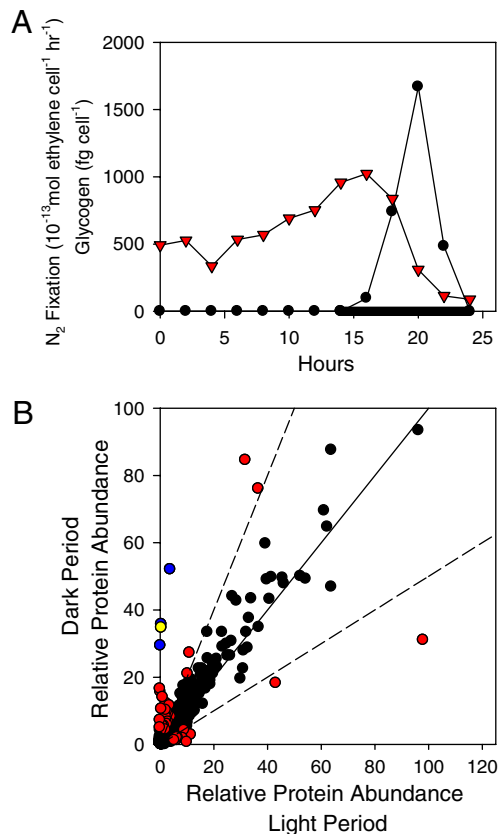 A
N₂ Fixation (10⁻¹³mol ethylene cell⁻¹ hr⁻¹)
Glycogen (fg cell⁻¹)
2000
1500
1000
500
0
0 5 10 15 20 25
Hours
B
Dark Period
Relative Protein Abundance
100
80
60
40
20
0
0 20 40 60 80 100 120
Relative Protein Abundance
Light Period